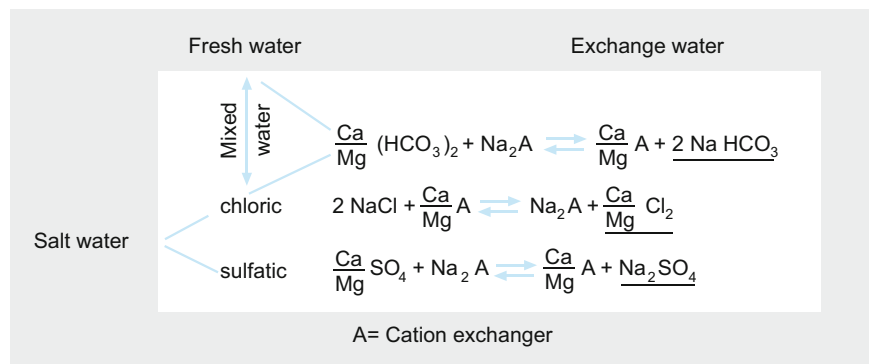 Fresh water Exchange water
Mixed water
Ca/Mg (HCO3)2 + Na2A ⇌ Ca/Mg A + 2 Na HCO3
chloric 2 NaCl + Ca/Mg A ⇌ Na2A + Ca/Mg Cl2
Salt water
sulfatic Ca/Mg SO4 + Na2 A ⇌ Ca/Mg A + Na2SO4
A= Cation exchanger